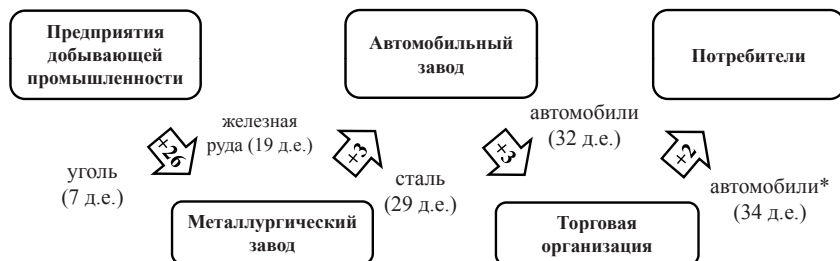 Предприятия
добывающей
промышленности
Автомобильный
завод
Потребители
уголь
(7 д.е.)
+26
железная
руда (19 д.е.)
+3
сталь
(29 д.е.)
+3
автомобили
(32 д.е.)
+2
автомобили*
(34 д.е.)
Металлургический
завод
Торговая
организация